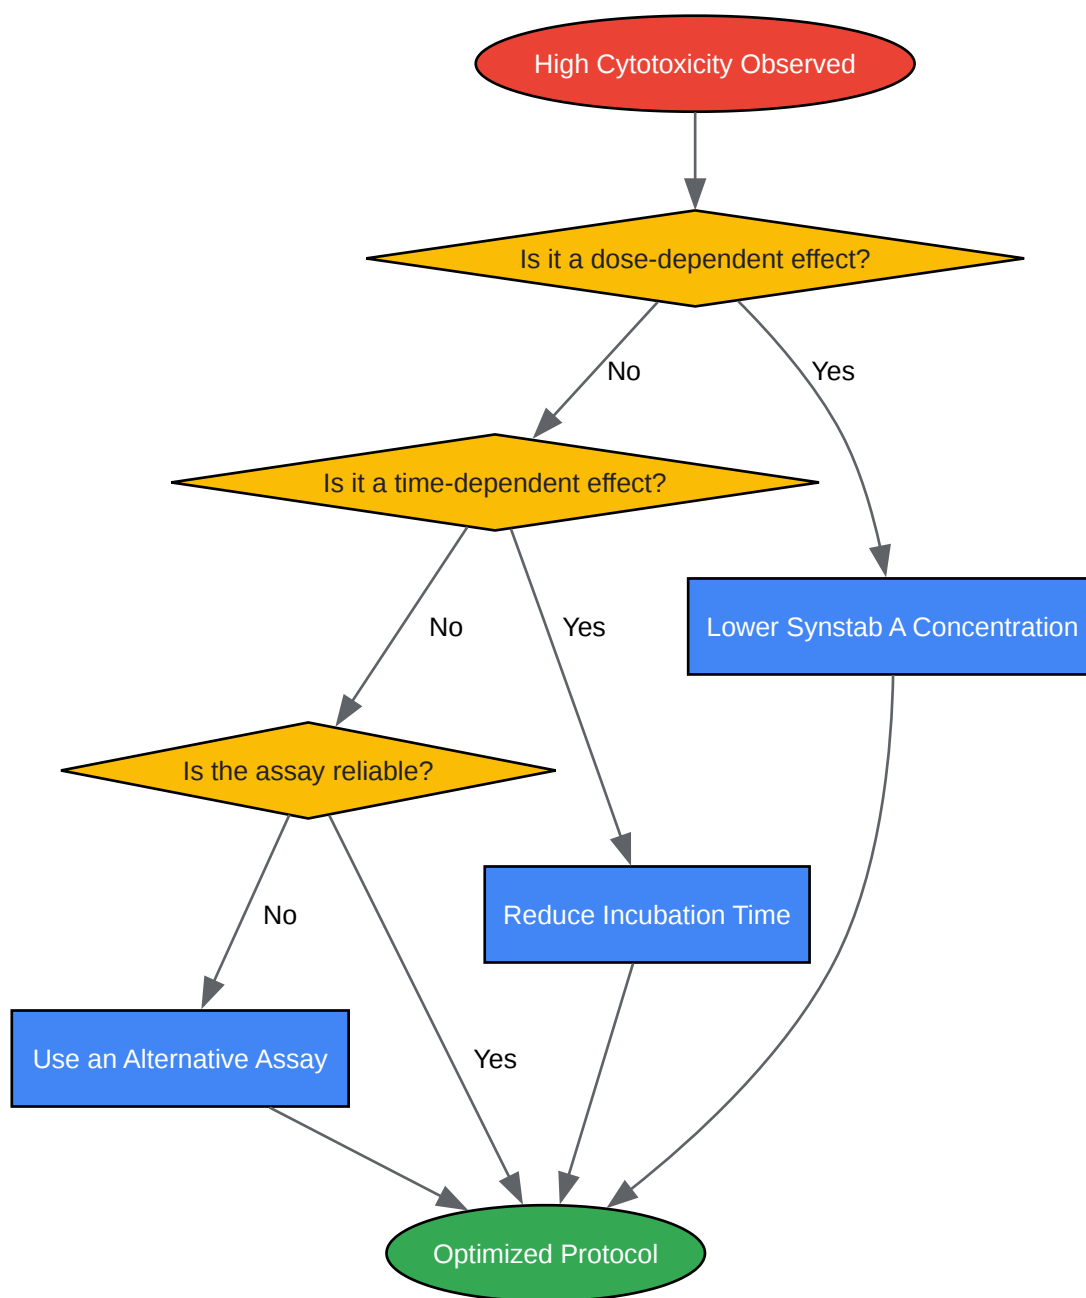 High Cytotoxicity Observed
Is it a dose-dependent effect?
No
Yes
Is it a time-dependent effect?
No
Yes
Lower Synstab A Concentration
Is the assay reliable?
No
Reduce Incubation Time
Use an Alternative Assay
Yes
Optimized Protocol